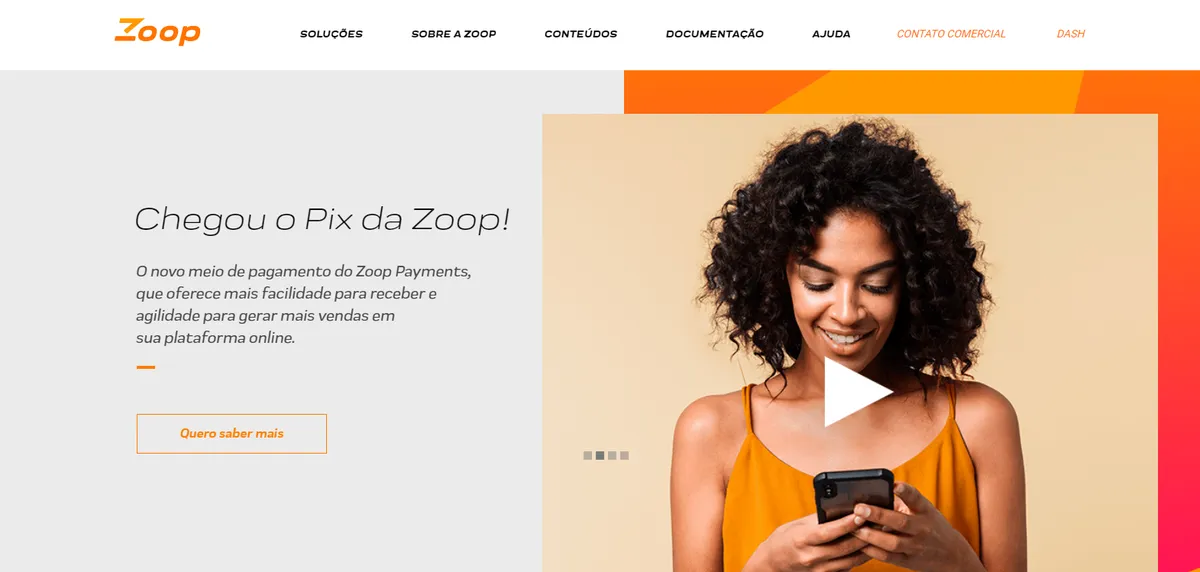 Zoop
SOLUÇÕES
SOBRE A ZOOP
CONTEÚDOS
DOCUMENTAÇÃO
AJUDA
CONTATO COMERCIAL
DASH
Chegou o Pix da Zoop!
O novo meio de pagamento do Zoop Payments,
que oferece mais facilidade para receber e
agilidade para gerar mais vendas em
sua plataforma online.
Quero saber mais